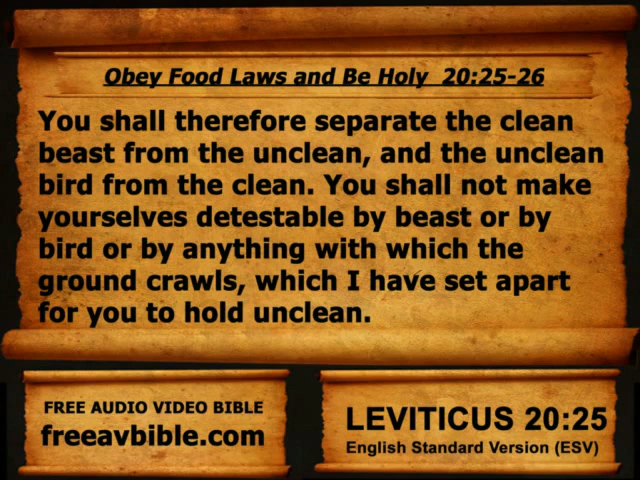 Obey Food Laws and Be Holy 20:25-26
You shall therefore separate the clean
beast from the unclean, and the unclean
bird from the clean. You shall not make
yourselves detestable by beast or by
bird or by anything with which the
ground crawls, which I have set apart
for you to hold unclean.
FREE AUDIO VIDEO BIBLE
freeavbible.com
LEVITICUS 20:25
English Standard Version (ESV)